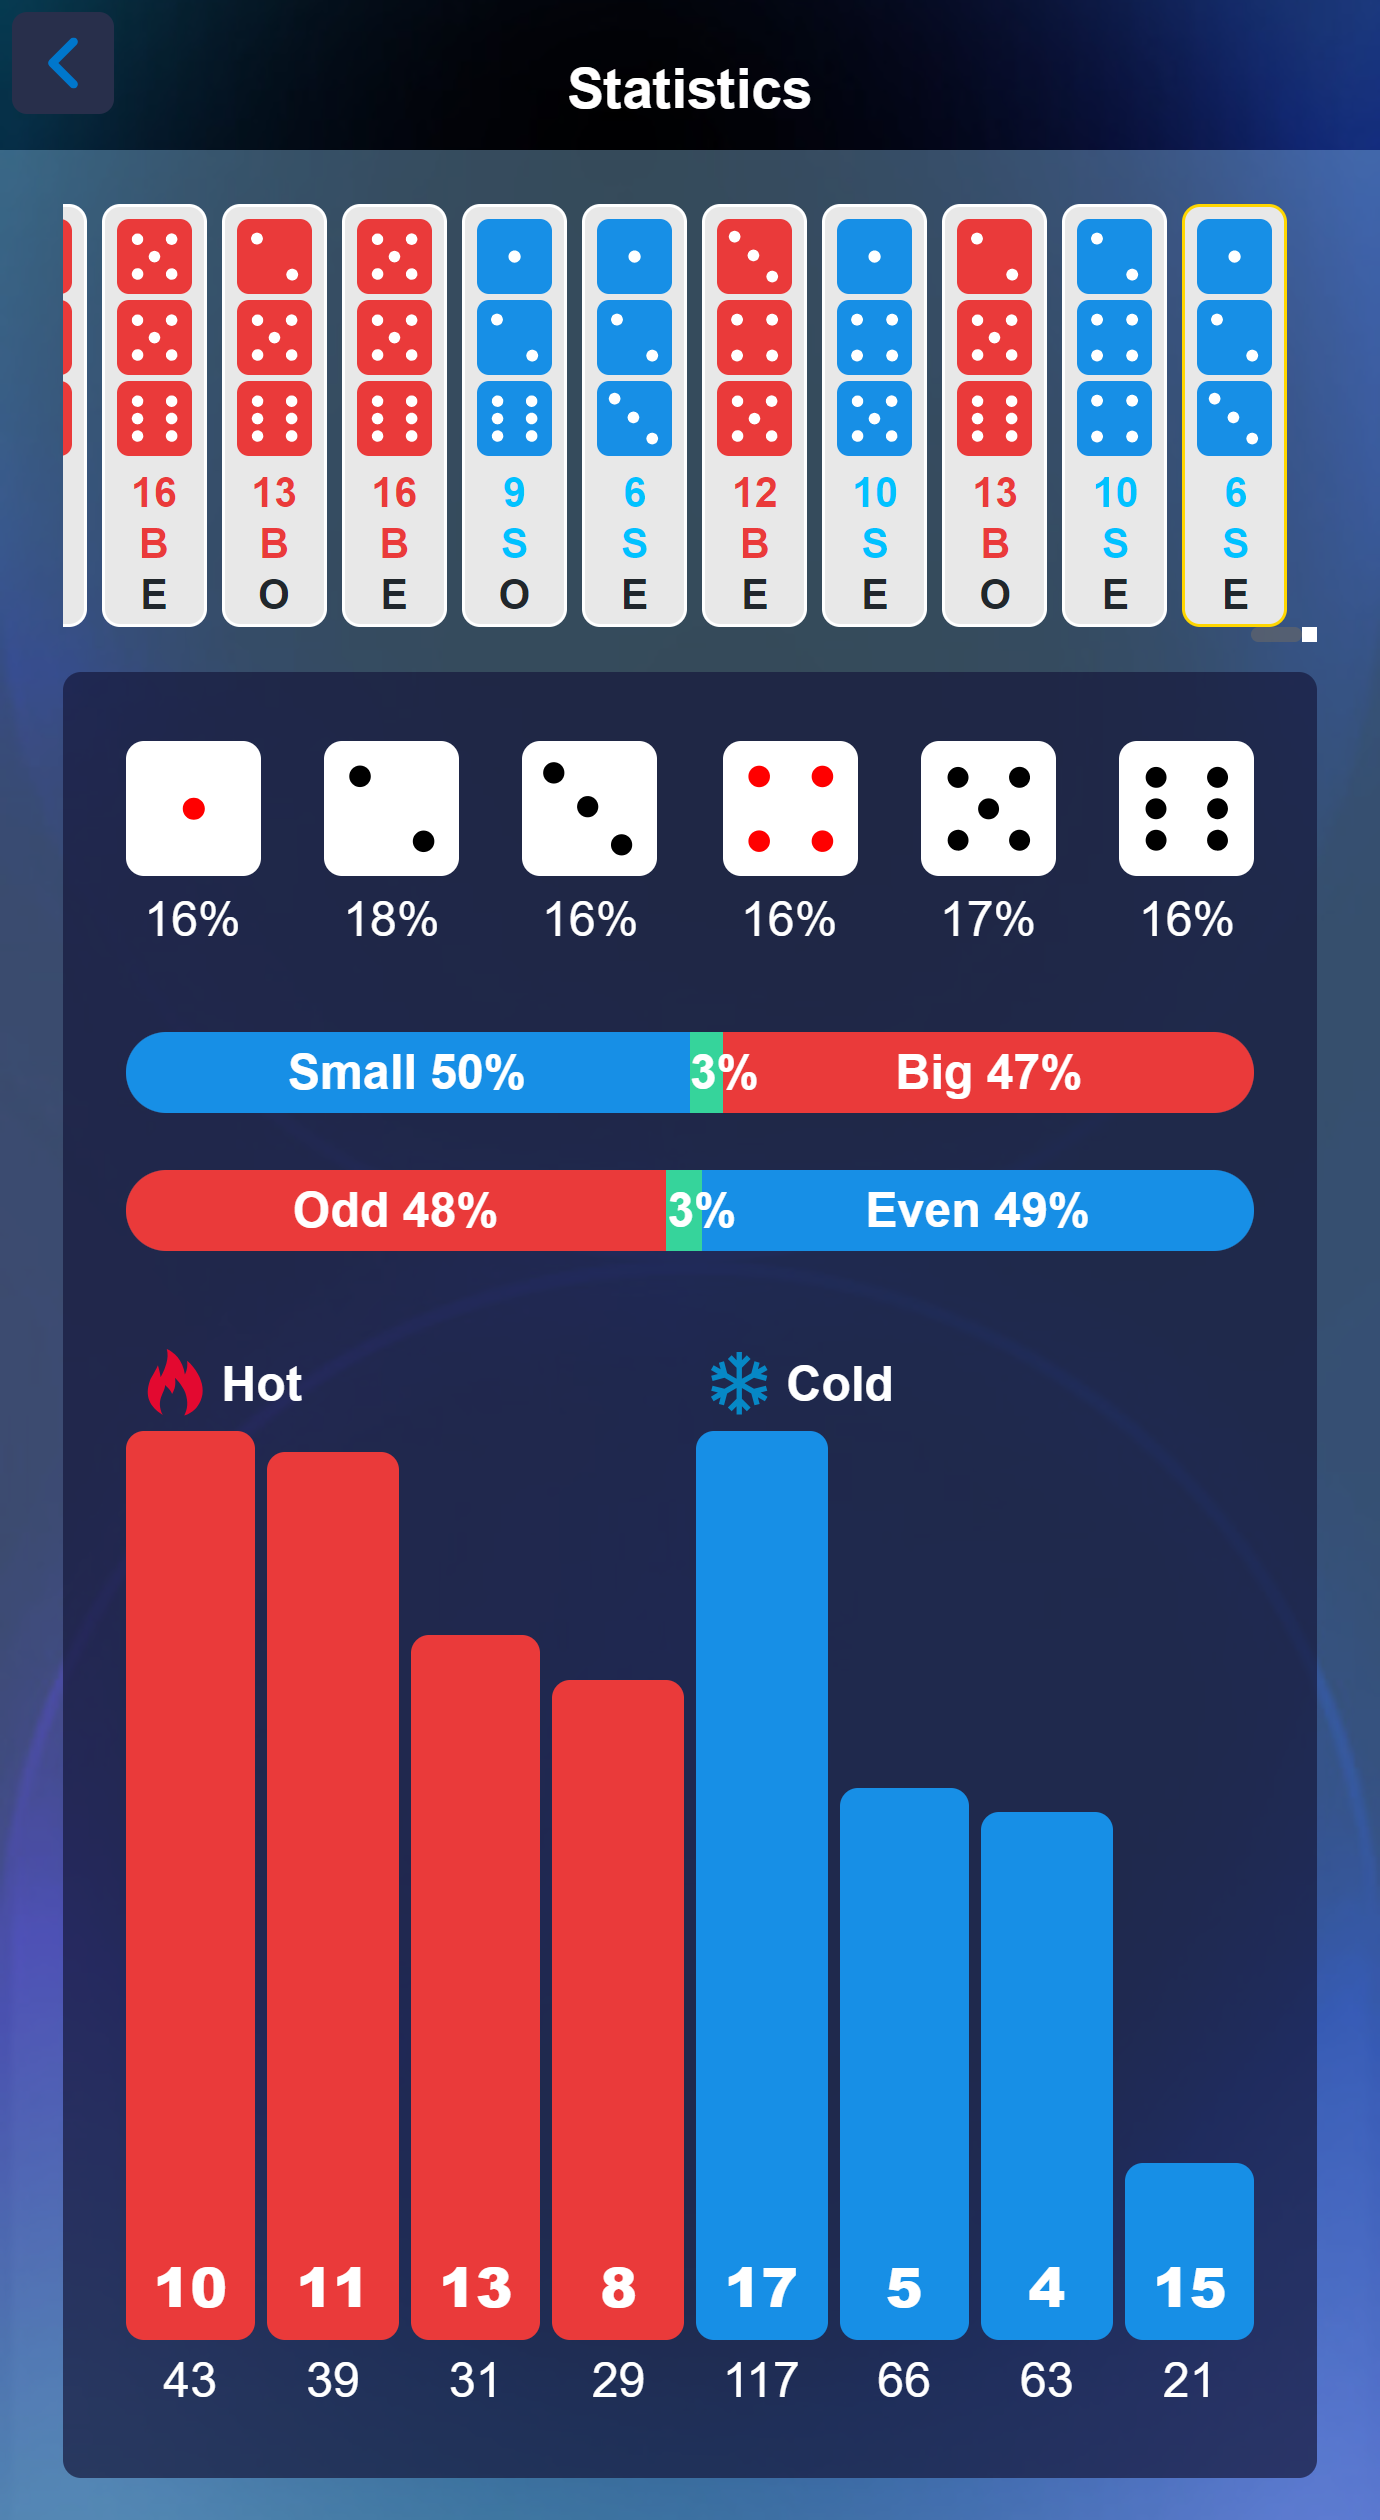 Statistics
16 13 16 9 6 12 10 13 10 6
B B B S S B S B S E
E O E O E E E O E E
16% 18% 16% 16% 17% 16%
Small 50% 3% Big 47%
Odd 48% 3% Even 49%
Hot Cold
10 11 13 8 17 5 4 15
43 39 31 29 117 66 63 21